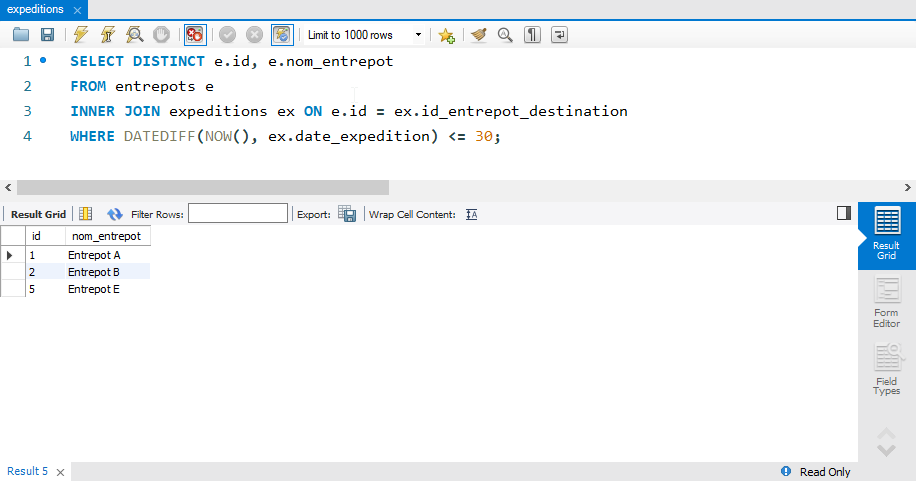 expeditions
Limit to 1000 rows
1 SELECT DISTINCT e.id, e.nom_entrepot
2 FROM entrepots e
3 INNER JOIN expeditions ex ON e.id = ex.id_entrepot_destination
4 WHERE DATEDIFF(NOW(), ex.date_expedition) <= 30;
Result Grid Filter Rows: Export: Wrap Cell Content: IA
id nom_entrepot
1 Entrepot A
2 Entrepot B
5 Entrepot E
Result
Grid
Form
Editor
Field
Types
Result 5
Read Only